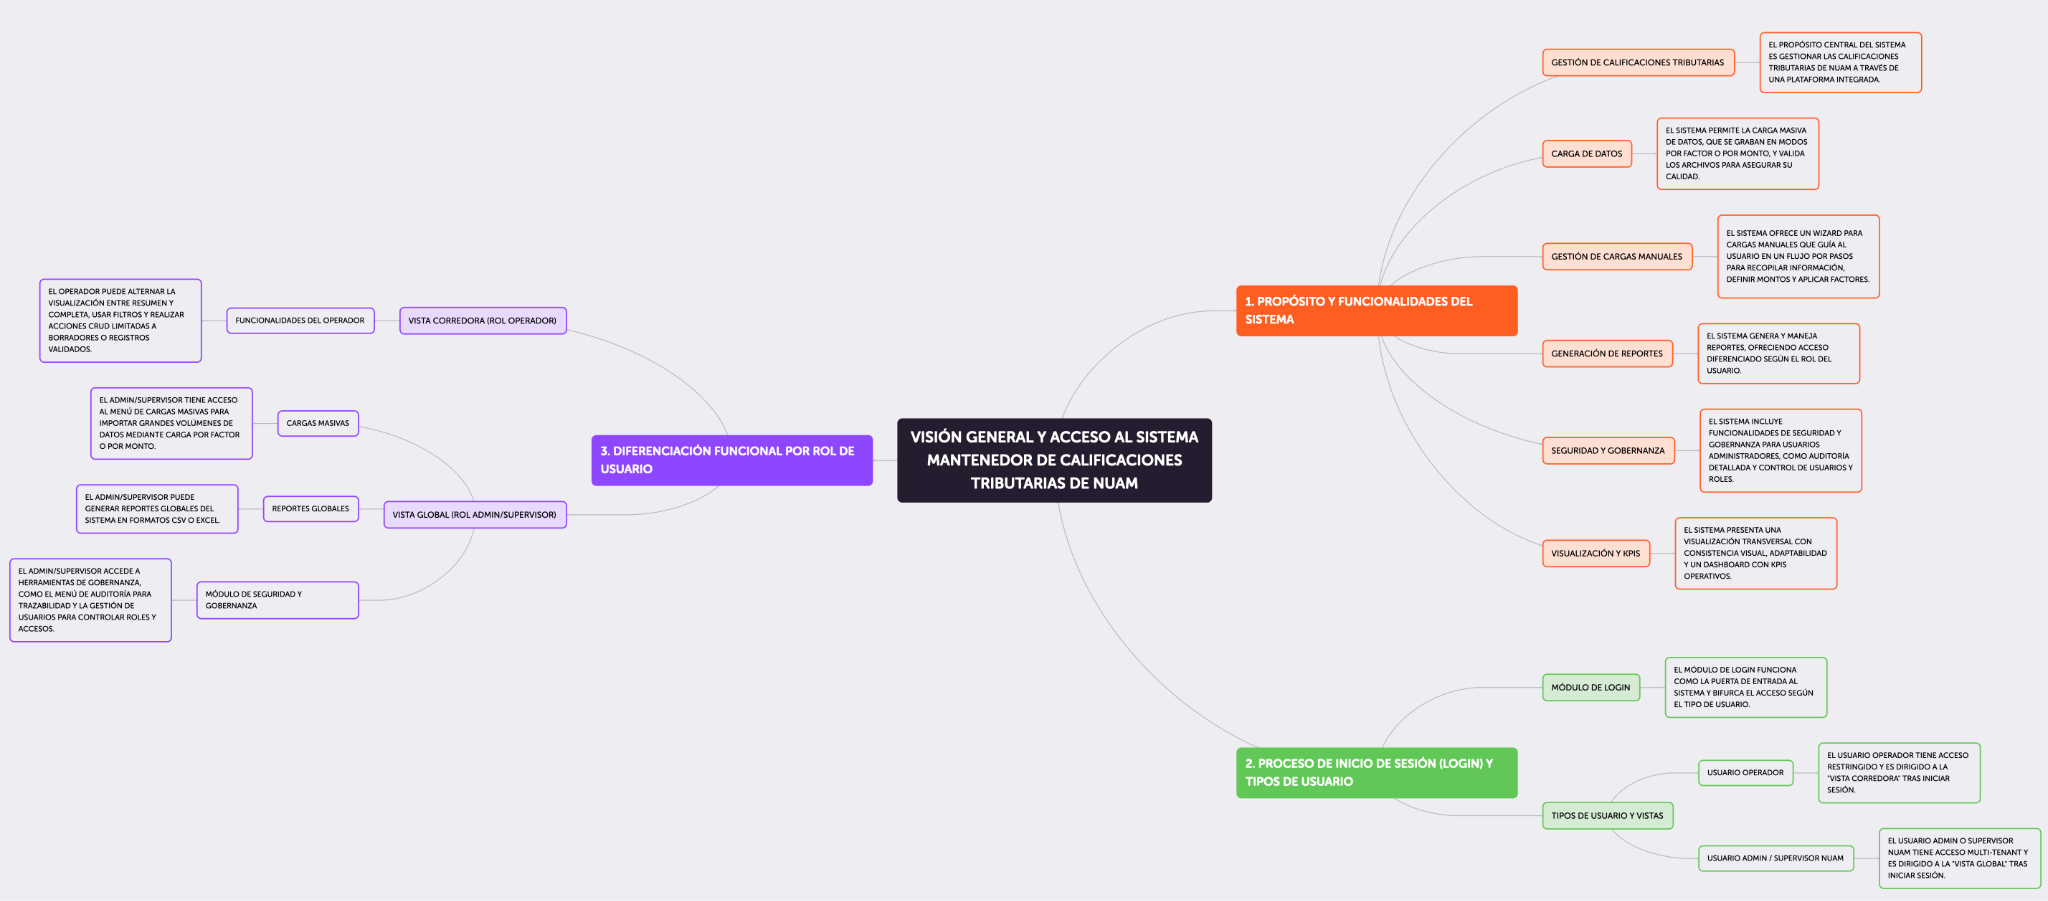 VISIÓN GENERAL Y ACCESO AL SISTEMA
MANTENEDOR DE CALIFICACIONES
TRIBUTARIAS DE NUAM
1. PROPÓSITO Y FUNCIONALIDADES DEL
SISTEMA
GESTIÓN DE CALIFICACIONES TRIBUTARIAS
EL PROPÓSITO CENTRAL DEL SISTEMA
ES GESTIONAR LAS CALIFICACIONES
TRIBUTARIAS DE NUAM A TRAVÉS DE
UNA PLATAFORMA INTEGRADA.
CARGA DE DATOS
EL SISTEMA PERMITE LA CARGA MASIVA
DE DATOS, QUE SE GRABAN EN MODOS
POR FACTOR O POR MONTO, Y VALIDA
LOS ARCHIVOS PARA ASEGURAR SU
CALIDAD.
GESTIÓN DE CARGAS MANUALES
EL SISTEMA OFRECE UN WIZARD PARA
CARGAS MANUALES QUE GUÍA AL
USUARIO EN UN FLUJO POR PASOS
PARA RECOPILAR INFORMACIÓN,
DEFINIR MONTOS Y APLICAR FACTORES.
GENERACIÓN DE REPORTES
EL SISTEMA GENERA Y MANEJA
REPORTES, OFRECIENDO ACCESO
DIFERENCIADO SEGÚN EL ROL DEL
USUARIO.
SEGURIDAD Y GOBERNANZA
EL SISTEMA INCLUYE
FUNCIONALIDADES DE SEGURIDAD Y
GOBERNANZA PARA USUARIOS
ADMINISTRADORES, COMO AUDITORÍA
DETALLADA Y CONTROL DE USUARIOS Y
ROLES.
VISUALIZACIÓN Y KPIS
EL SISTEMA PRESENTA UNA
VISUALIZACIÓN TRANSVERSAL CON
CONSISTENCIA VISUAL, ADAPTABILIDAD
Y UN DASHBOARD CON KPIS
OPERATIVOS.
2. PROCESO DE INICIO DE SESIÓN (LOGIN) Y
TIPOS DE USUARIO
MÓDULO DE LOGIN
EL MÓDULO DE LOGIN FUNCIONA
COMO LA PUERTA DE ENTRADA AL
SISTEMA Y BIFURCA EL ACCESO SEGÚN
EL TIPO DE USUARIO.
TIPOS DE USUARIO Y VISTAS
USUARIO OPERADOR
EL USUARIO OPERADOR TIENE ACCESO
RESTRINGIDO Y ES DIRIGIDO A LA
"VISTA CORREDORA" TRAS INICIAR
SESIÓN.
USUARIO ADMIN / SUPERVISOR NUAM
EL USUARIO ADMIN O SUPERVISOR
NUAM TIENE ACCESO MULTI-TENANT Y
ES DIRIGIDO A LA "VISTA GLOBAL" TRAS
INICIAR SESIÓN.
3. DIFERENCIACIÓN FUNCIONAL POR ROL DE
USUARIO
VISTA CORREDORA (ROL OPERADOR)
FUNCIONALIDADES DEL OPERADOR
EL OPERADOR PUEDE ALTERNAR LA
VISUALIZACIÓN ENTRE RESUMEN Y
COMPLETA, USAR FILTROS Y REALIZAR
ACCIONES CRUD LIMITADAS A
BORRADORES O REGISTROS
VALIDADOS.
VISTA GLOBAL (ROL ADMIN/SUPERVISOR)
CARGAS MASIVAS
EL ADMIN/SUPERVISOR TIENE ACCESO
AL MENÚ DE CARGAS MASIVAS PARA
IMPORTAR GRANDES VOLÚMENES DE
DATOS MEDIANTE CARGA POR FACTOR
O POR MONTO.
REPORTES GLOBALES
EL ADMIN/SUPERVISOR PUEDE
GENERAR REPORTES GLOBALES DEL
SISTEMA EN FORMATOS CSV O EXCEL.
MÓDULO DE SEGURIDAD Y
GOBERNANZA
EL ADMIN/SUPERVISOR ACCEDE A
HERRAMIENTAS DE GOBERNANZA,
COMO EL MENÚ DE AUDITORÍA PARA
TRAZABILIDAD Y LA GESTIÓN DE
USUARIOS PARA CONTROLAR ROLES Y
ACCESOS.